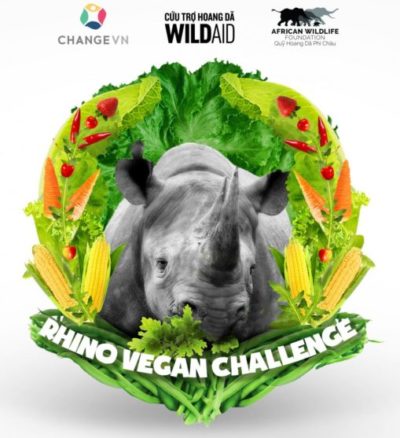 CHANGEVN
CỨU TRỢ HOANG DÃ
WILDAID
AFRICAN WILDLIFE
FOUNDATION
Quỹ Hoang Dã Phi Châu
RHINO VEGAN CHALLENGE